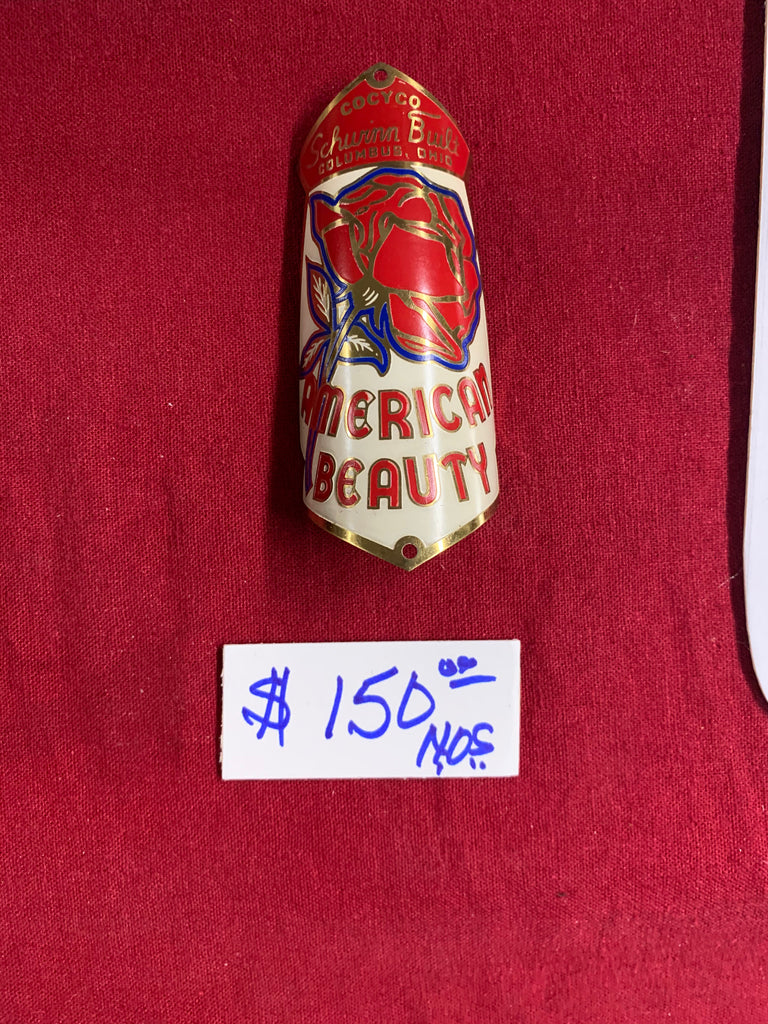 COCYCO
Schwinn Built
COLUMBUS, OHIO
AMERICAN
BEAUTY
$ 150 00
N.O.S.